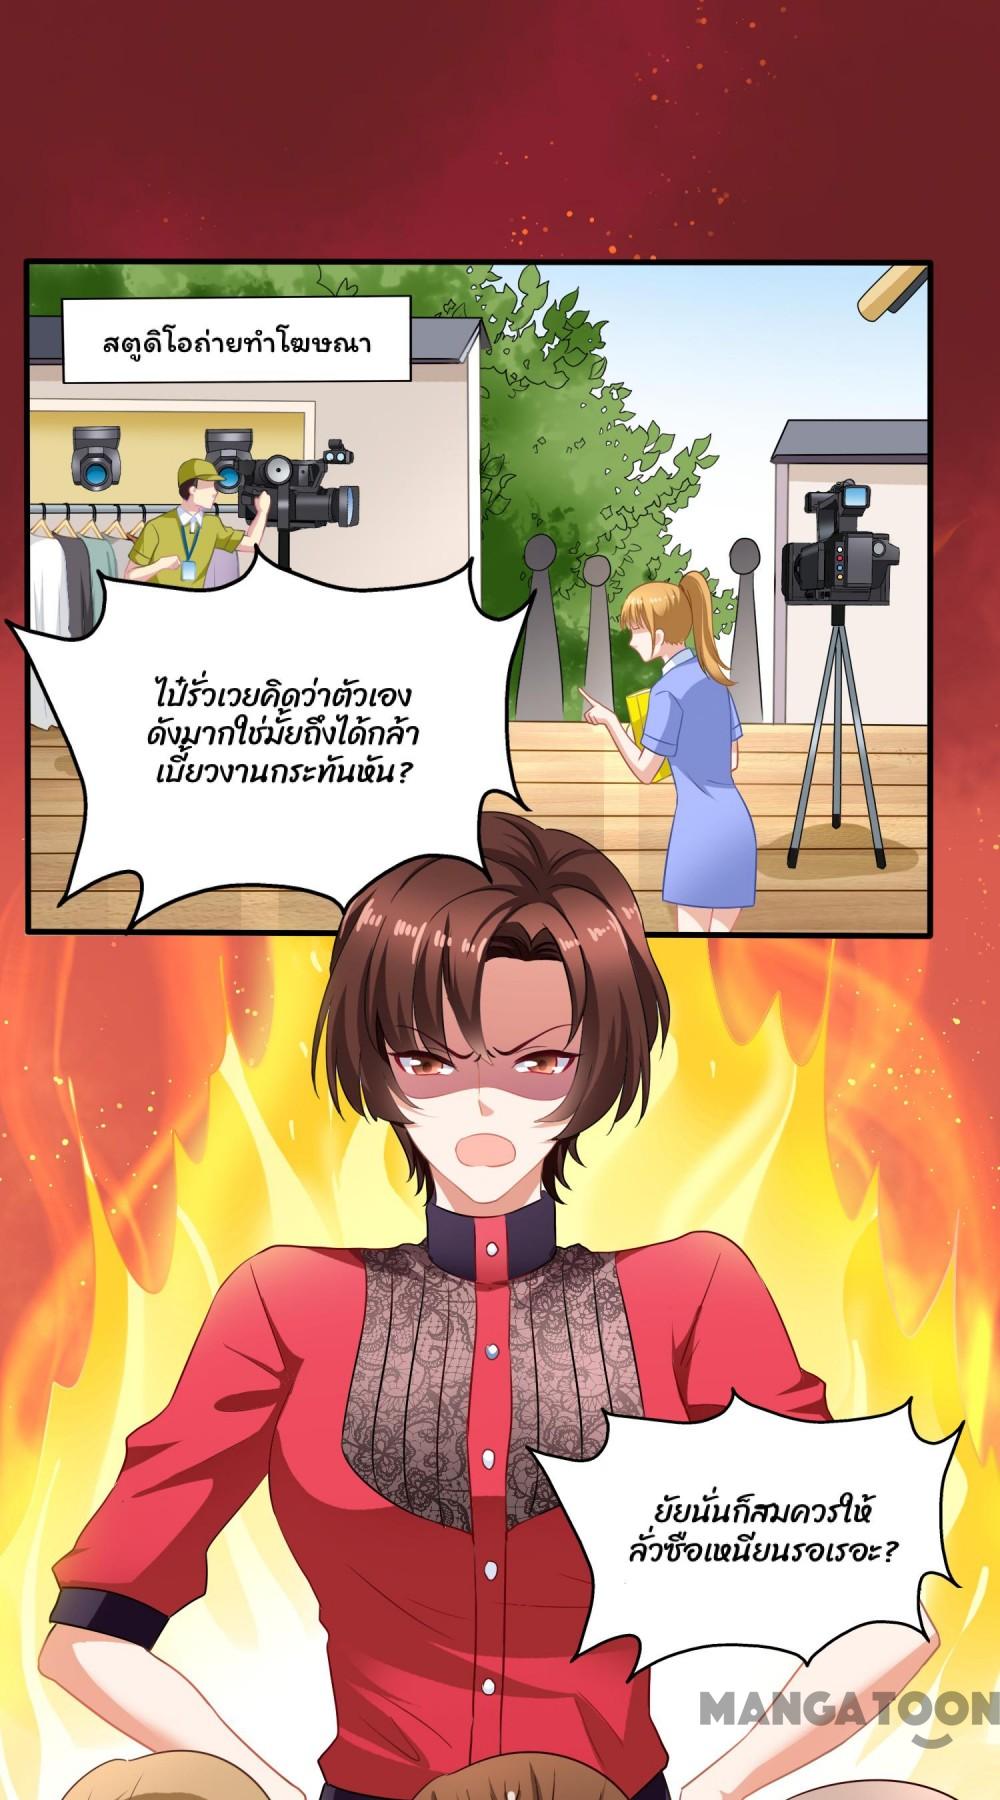 สตูดิโอถ่ายทำโฆษณา
ไป๋รั่วเวยคิดว่าตัวเอง
ดังมากใช่มั้ยถึงได้กล้า
เบี้ยวงานกระทันหัน?
ยัยนั่นก็สมควรให้
ลั่วซือเหนียนรอเรอะ?
MANGATOON